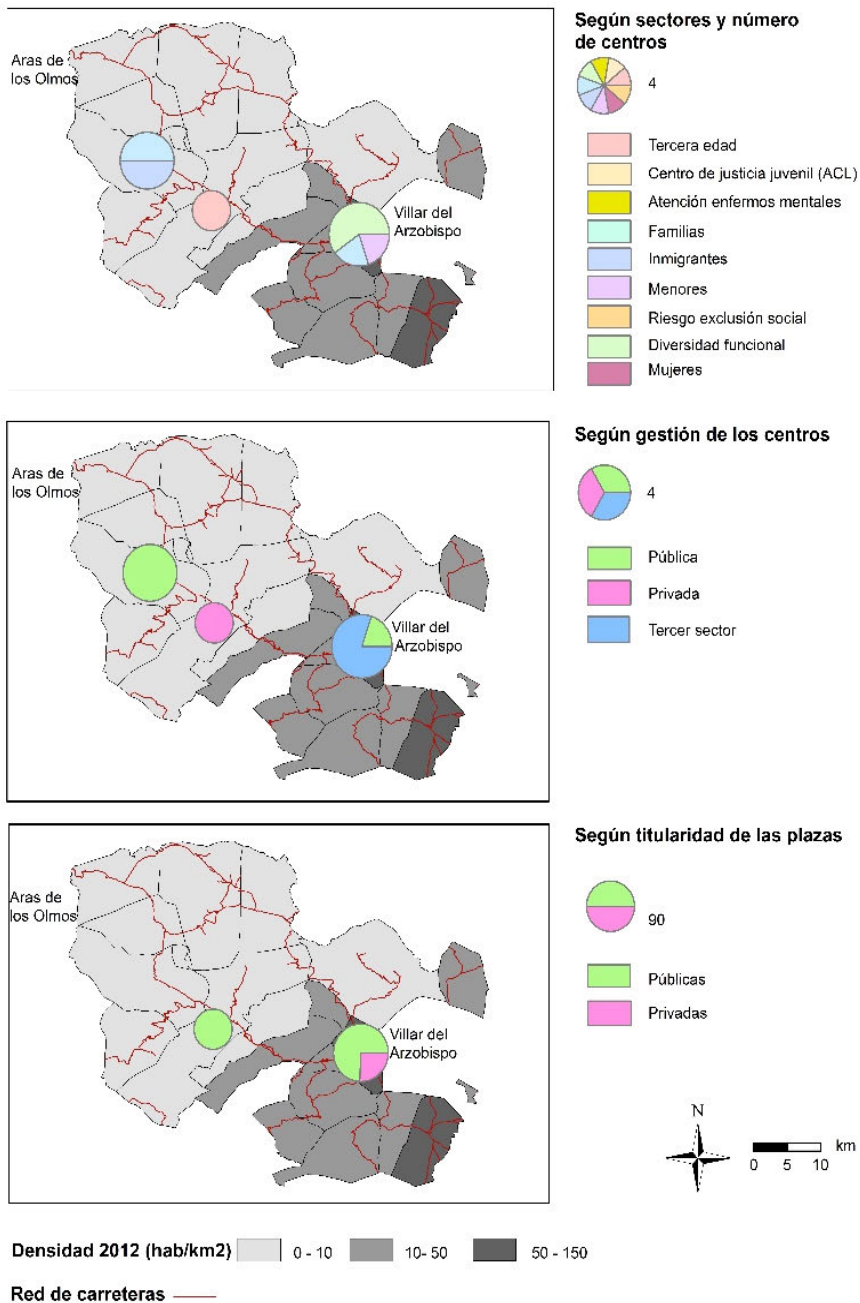 Según sectores y número
de centros
4
Tercera edad
Centro de justicia juvenil (ACL)
Atención enfermos mentales
Familias
Inmigrantes
Menores
Riesgo exclusión social
Diversidad funcional
Mujeres
Aras de
los Olmos
Villar del
Arzobispo
Según gestión de los centros
4
Pública
Privada
Tercer sector
Aras de
los Olmos
Villar del
Arzobispo
Según titularidad de las plazas
90
Públicas
Privadas
Aras de
los Olmos
Villar del
Arzobispo
N
km
0 5 10
Densidad 2012 (hab/km2) 0 - 10 10- 50 50 - 150
Red de carreteras